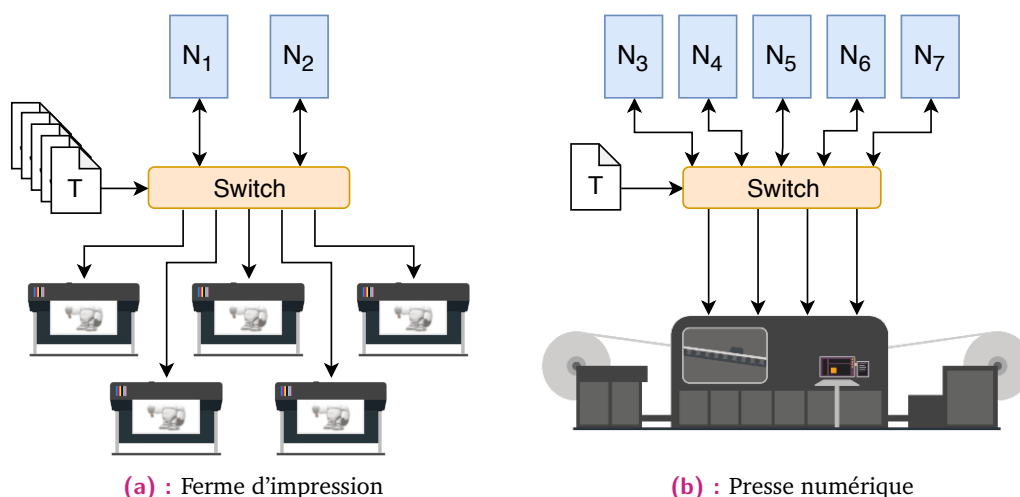 N1 N2
T
Switch
(a) : Ferme d'impression
N3 N4 N5 N6 N7
T
Switch
(b) : Presse numérique